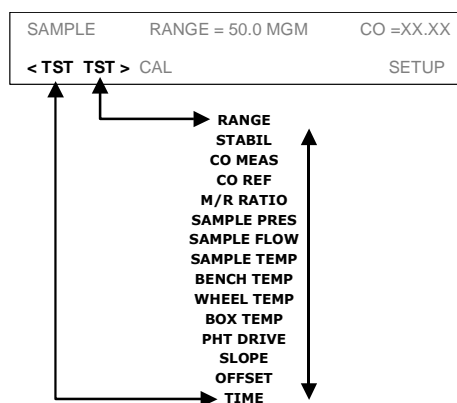 SAMPLE RANGE = 50.0 MGM CO =XX.XX
< TST TST > CAL SETUP
RANGE
STABIL
CO MEAS
CO REF
M/R RATIO
SAMPLE PRES
SAMPLE FLOW
SAMPLE TEMP
BENCH TEMP
WHEEL TEMP
BOX TEMP
PHT DRIVE
SLOPE
OFFSET
TIME